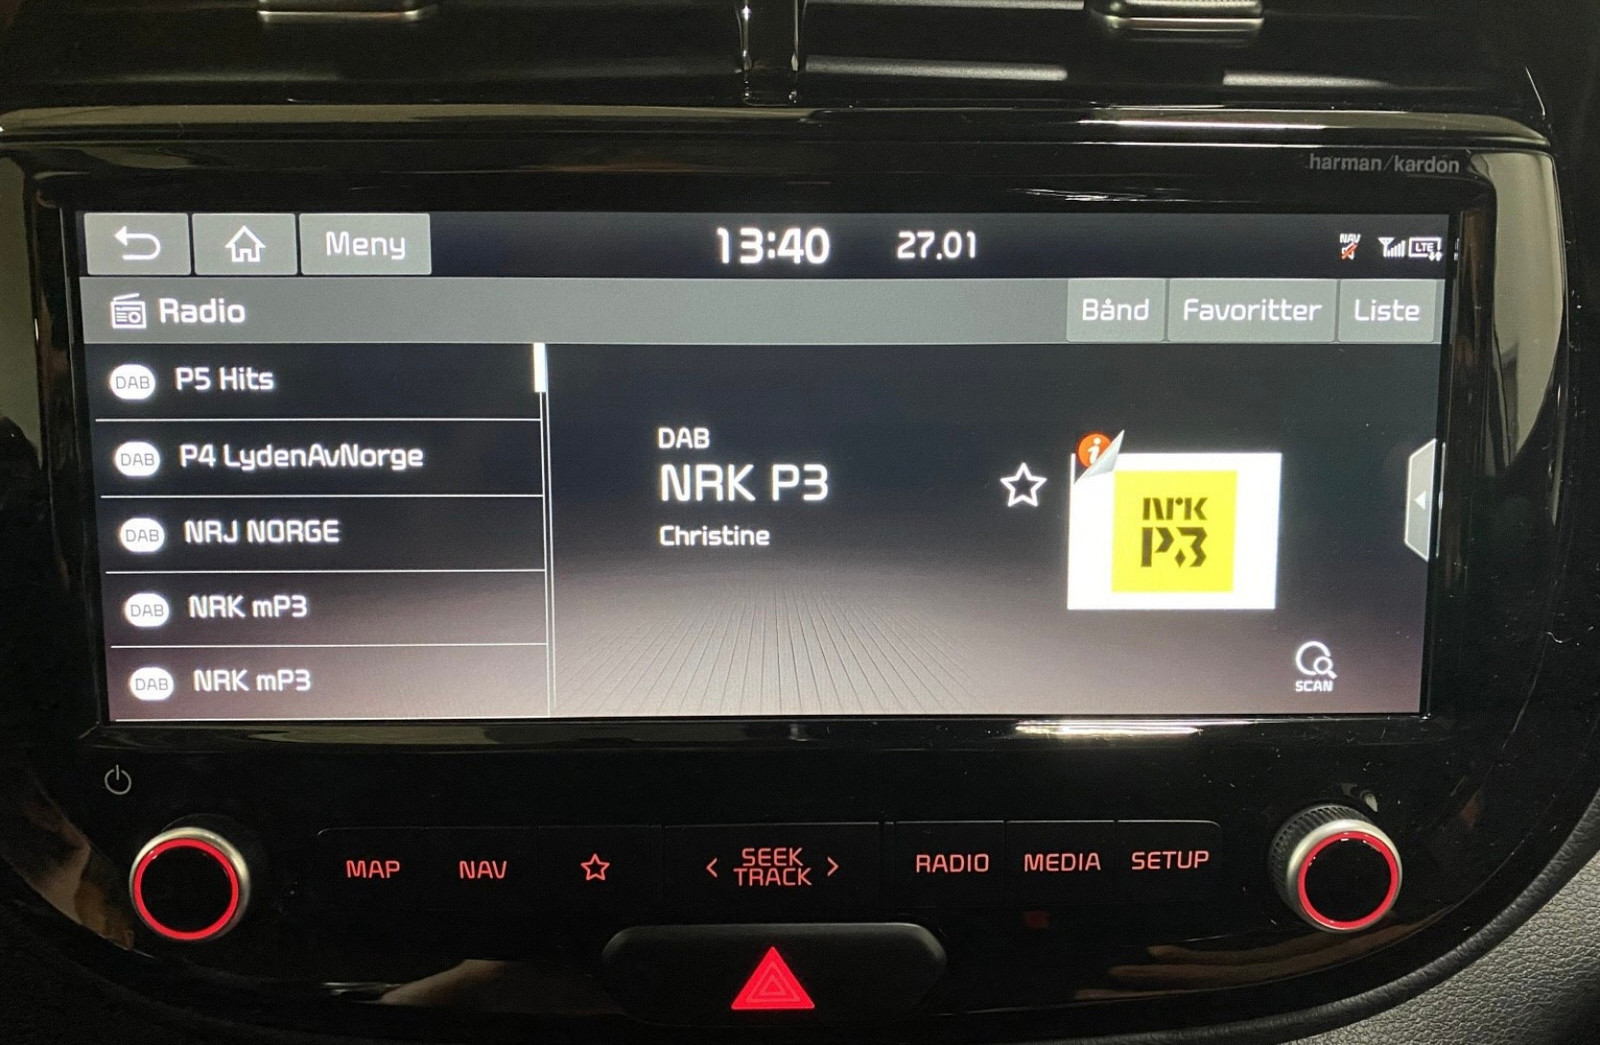 harman/kardon
Meny
13:40
27.01
NAV
LTE
Radio
Bånd
Favoritter
Liste
DAB P5 Hits
DAB P4 LydenAvNorge
DAB NRJ NORGE
DAB NRK mP3
DAB NRK mP3
DAB
NRK P3
Christine
i
nrk
P3
SCAN
MAP
NAV
SEEK
TRACK
RADIO
MEDIA
SETUP